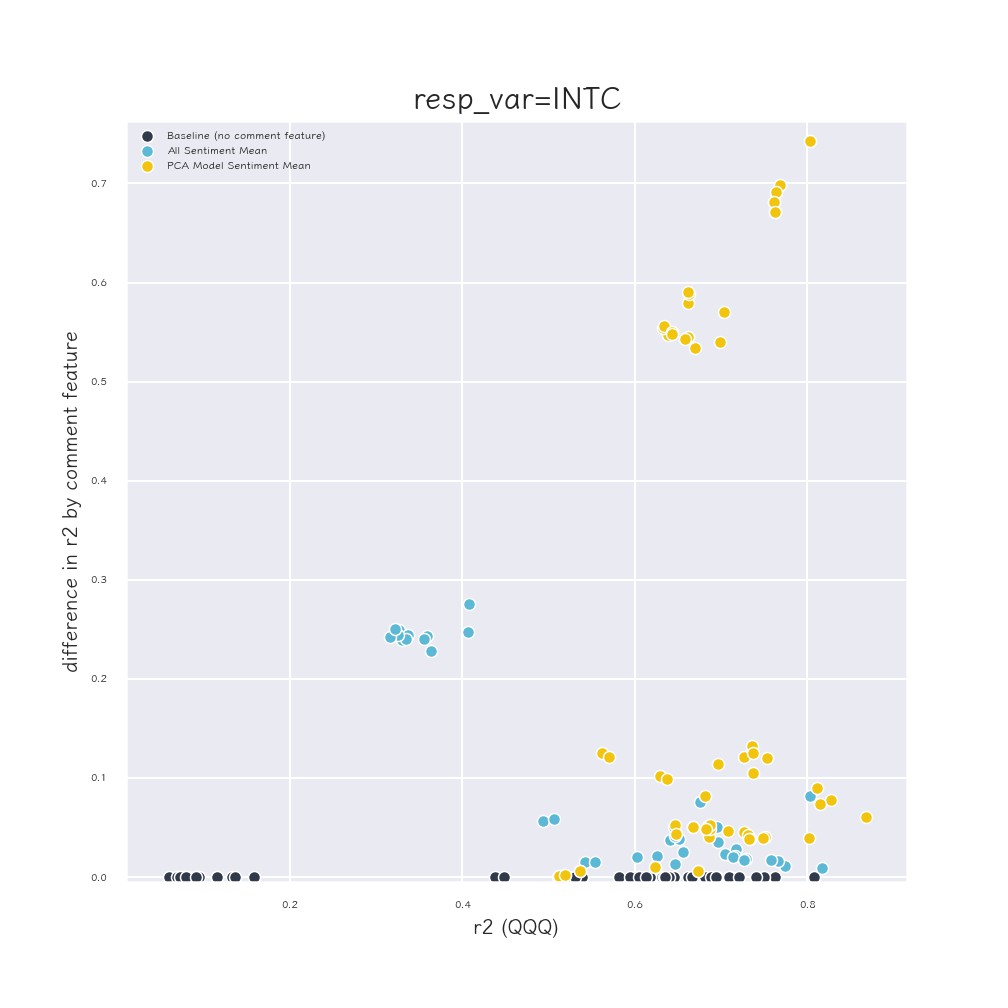 resp_var=INTC
Baseline (no comment feature)
All Sentiment Mean
PCA Model Sentiment Mean
0.7
0.6
0.5
0.4
0.3
0.2
0.1
0.0
difference in r2 by comment feature
0.2 0.4 0.6 0.8
r2 (QQQ)